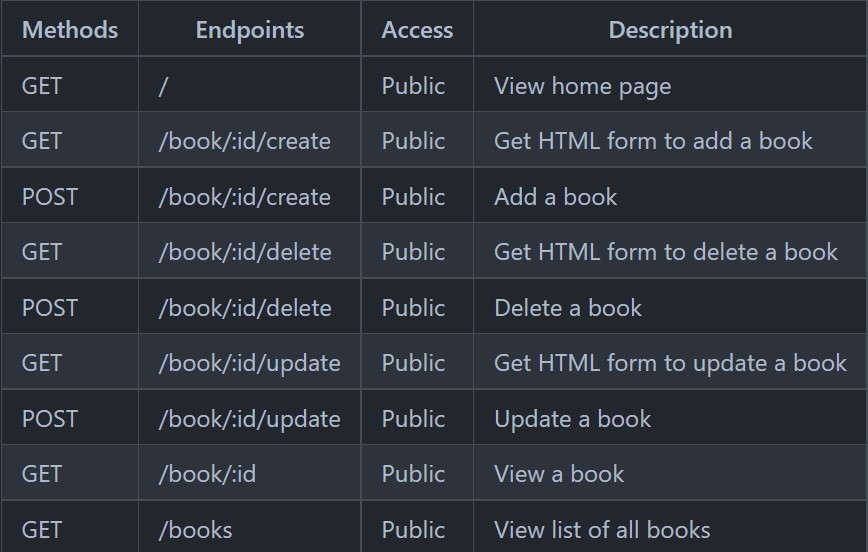 Methods Endpoints Access Description
GET / Public View home page
GET /book/:id/create Public Get HTML form to add a book
POST /book/:id/create Public Add a book
GET /book/:id/delete Public Get HTML form to delete a book
POST /book/:id/delete Public Delete a book
GET /book/:id/update Public Get HTML form to update a book
POST /book/:id/update Public Update a book
GET /book/:id Public View a book
GET /books Public View list of all books